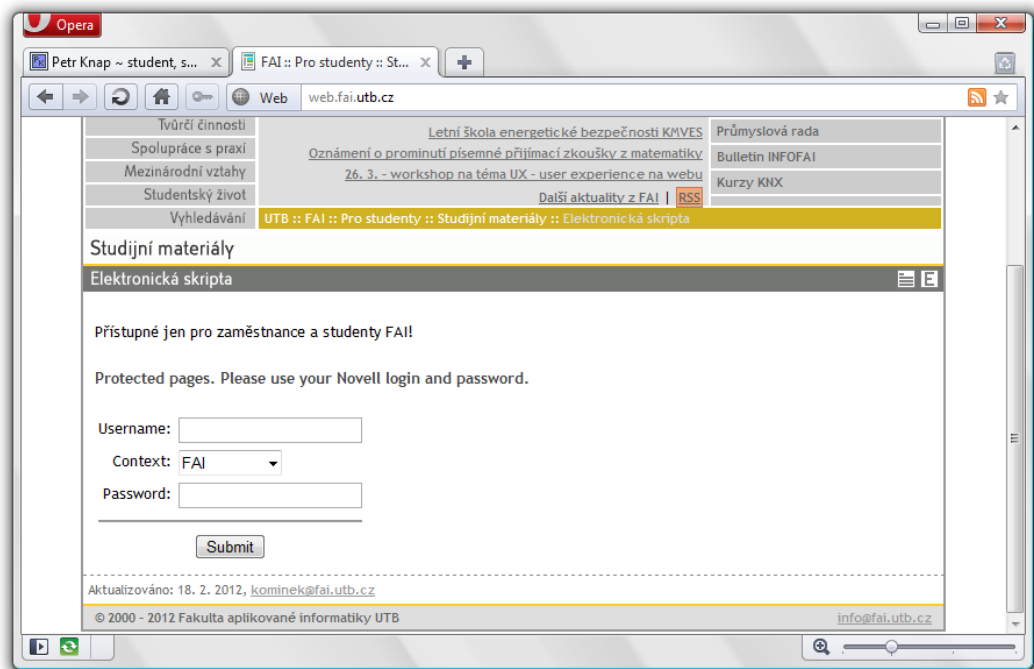 Opera
Petr Knap ~ student, s...
FAI :: Pro studenty :: St...
Web
web.fai.utb.cz
Tvůrčí činnosti
Spolupráce s praxí
Mezinárodní vztahy
Studentský život
Vyhledávání
Letní škola energetické bezpečnosti KMVES
Oznámení o prominutí písemné přijímací zkoušky z matematiky
26. 3. - workshop na téma UX - user experience na webu
Další aktuality z FAI | RSS
Průmyslová rada
Bulletin INFOFAI
Kurzy KNX
UTB :: FAI :: Pro studenty :: Studijní materiály :: Elektronická skripta
Studijní materiály
Elektronická skripta
E
Přístupné jen pro zaměstnance a studenty FAI!
Protected pages. Please use your Novell login and password.
Username:
Context: FAI
Password:
Submit
Aktualizováno: 18. 2. 2012, kominek@fai.utb.cz
© 2000 - 2012 Fakulta aplikované informatiky UTB
info@fai.utb.cz